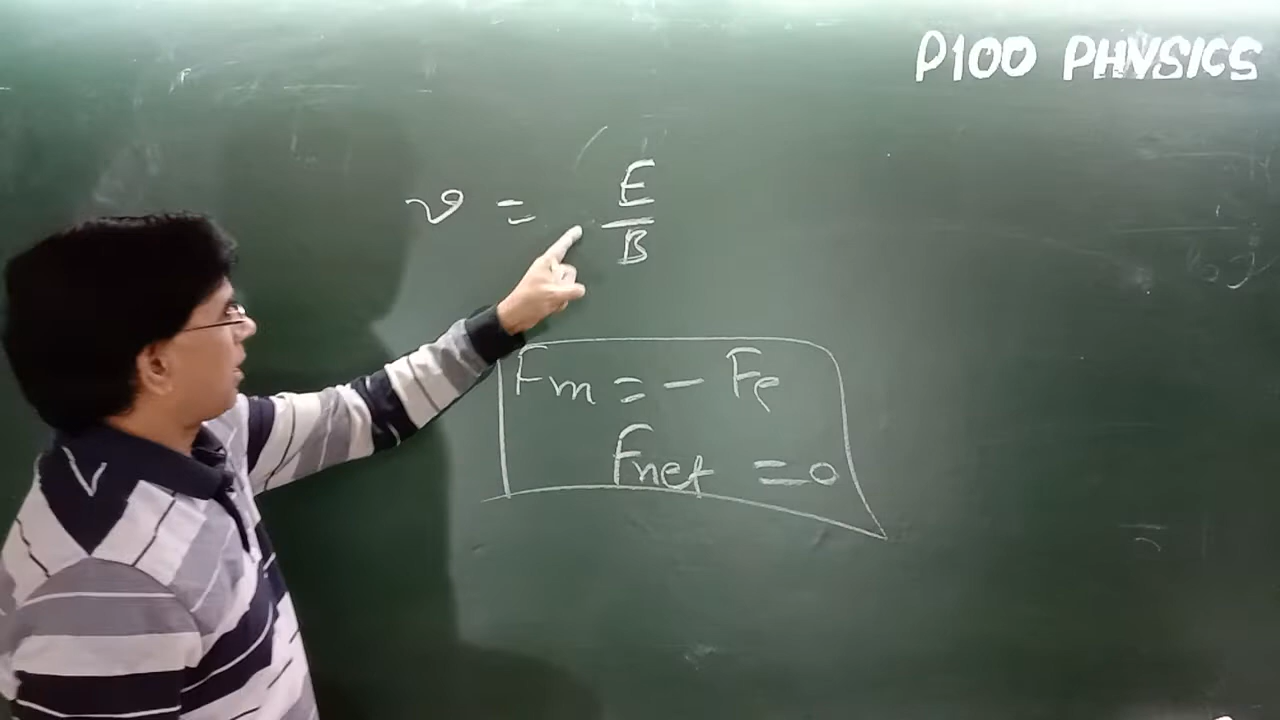 P100 PHYSICS
v = E/B
Fm = - Fe
Fnet = 0